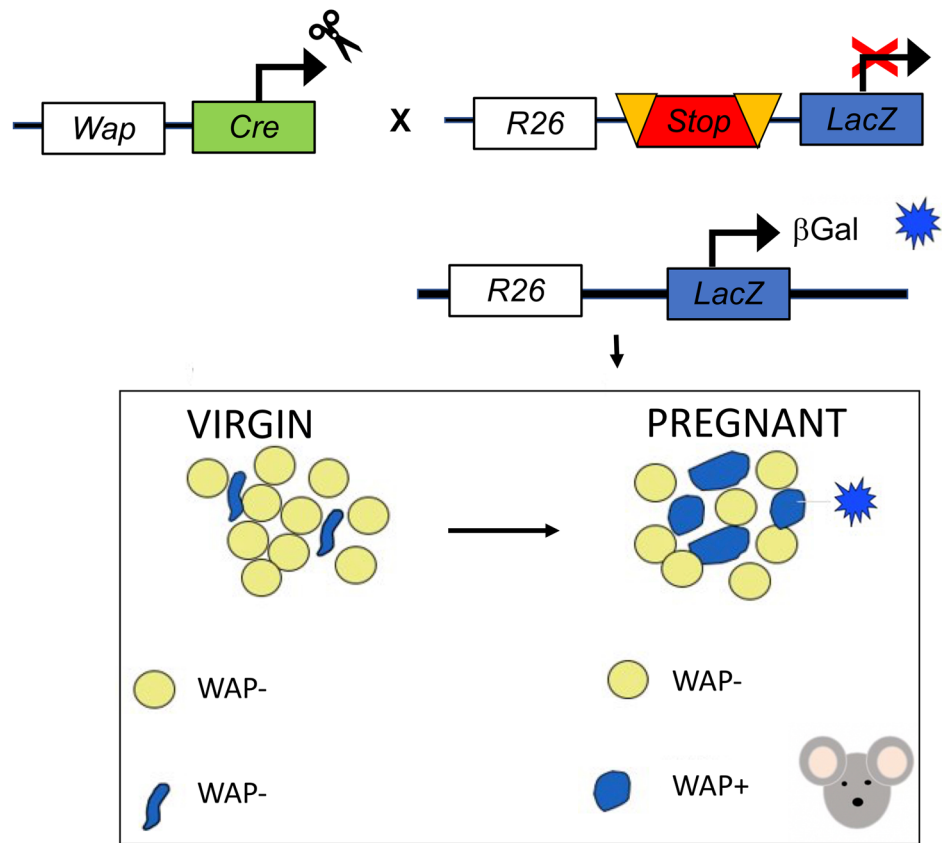 Wap Cre X R26 Stop LacZ
R26 LacZ βGal
VIRGIN PREGNANT
WAP- WAP-
WAP- WAP+